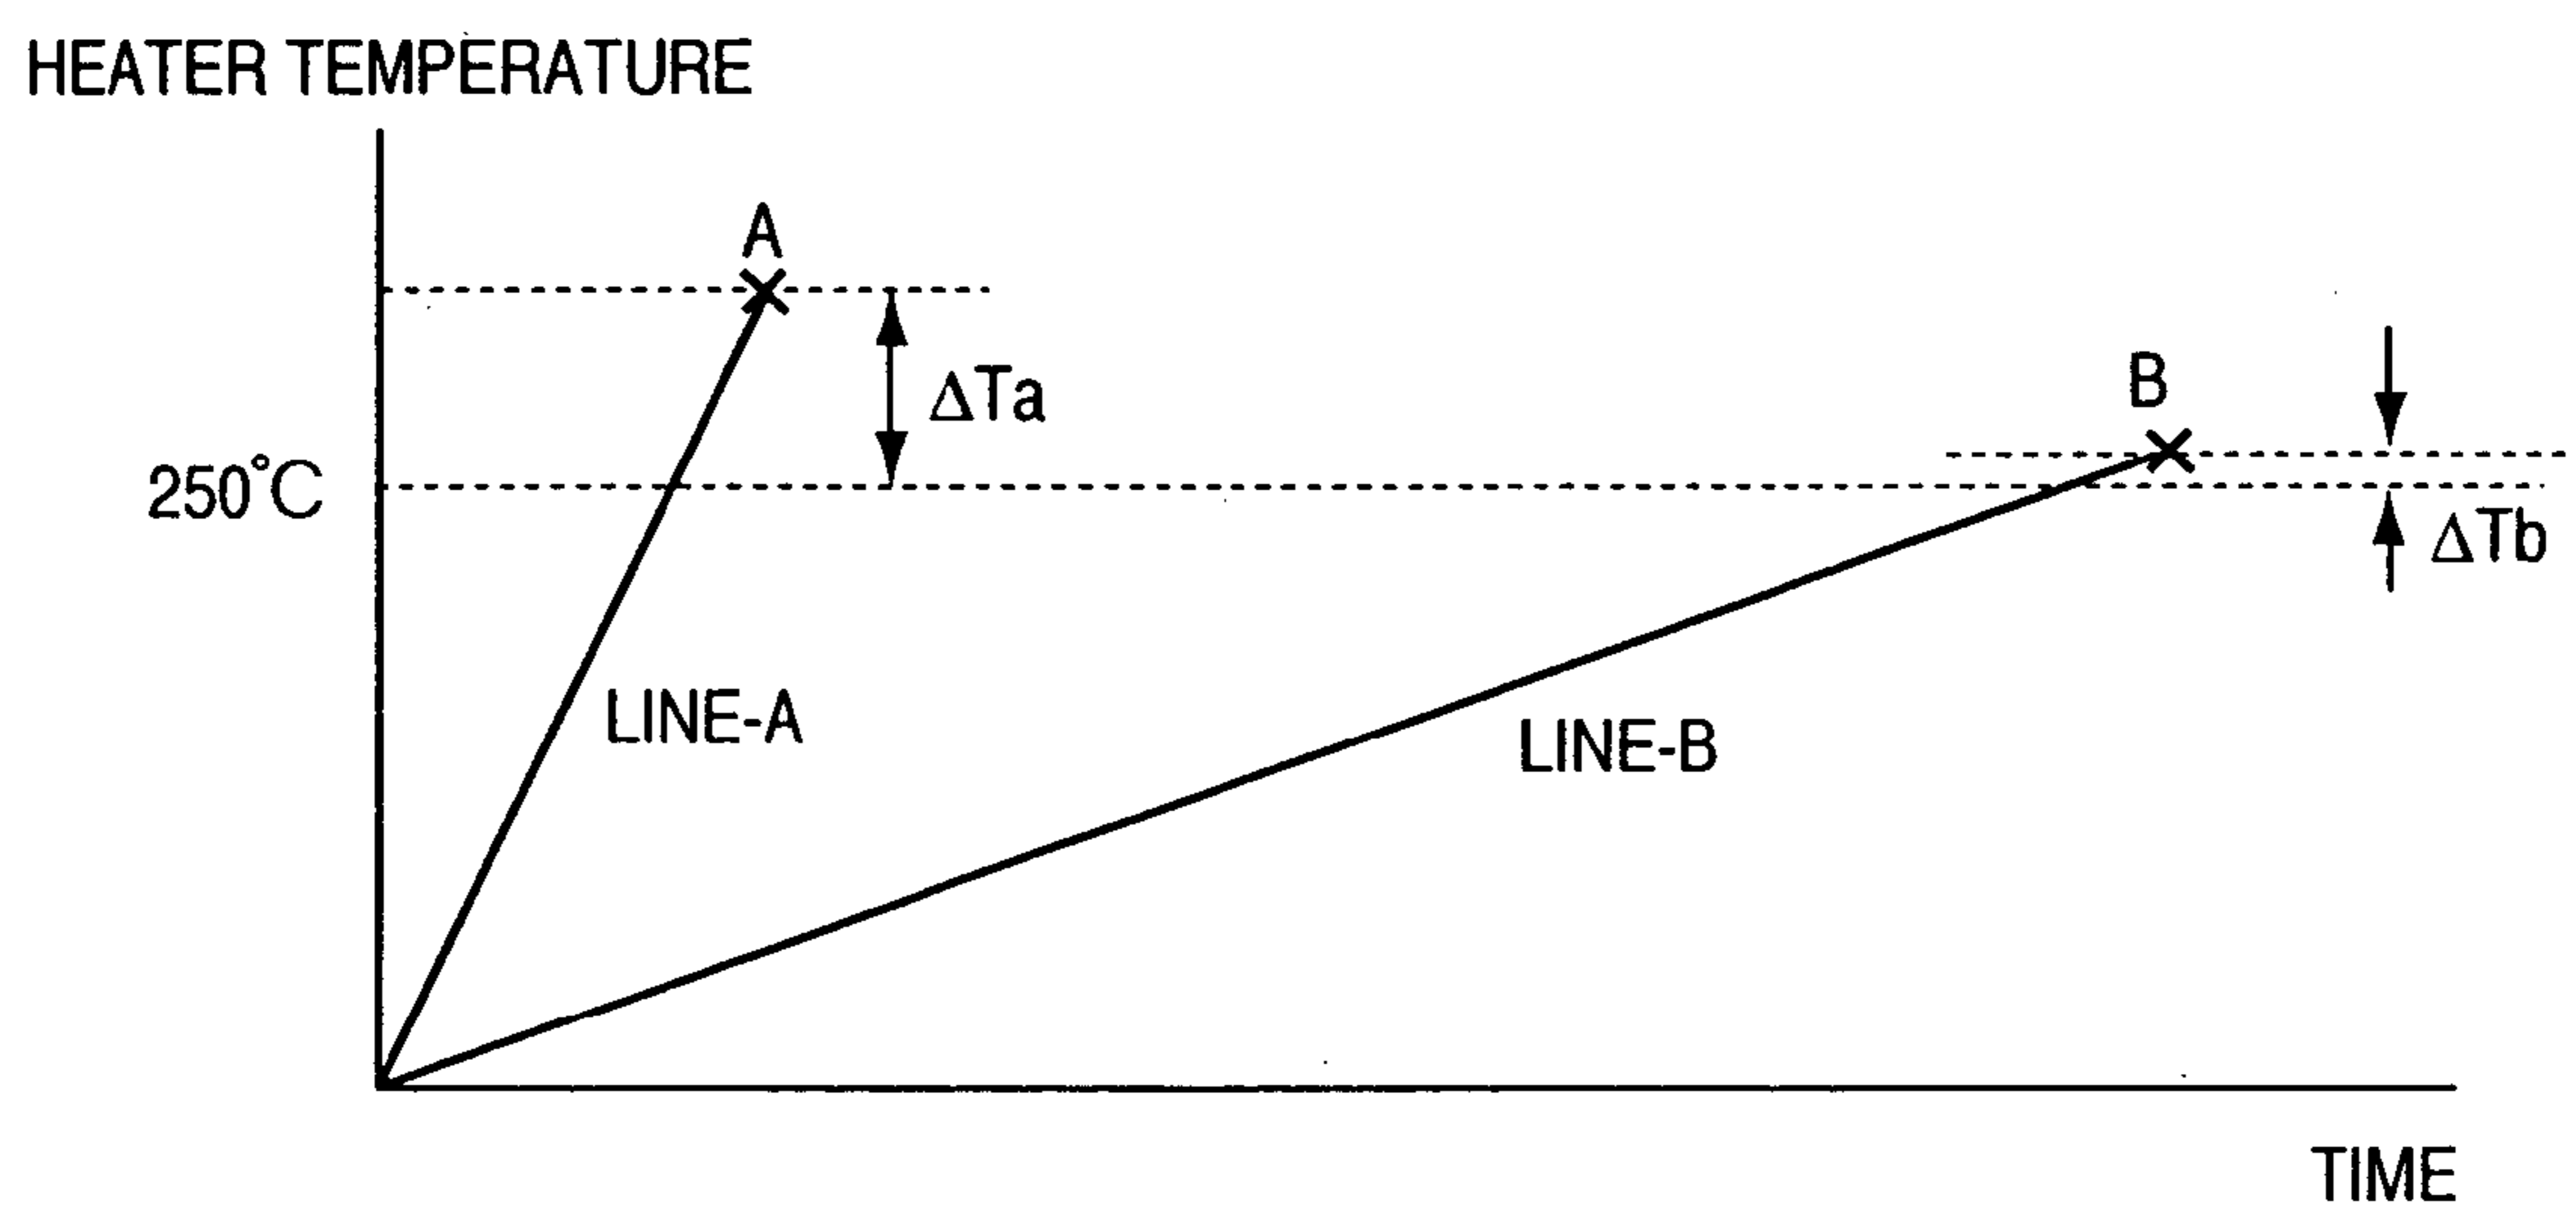 HEATER TEMPERATURE
A
ΔTa
B
250°C
ΔTb
LINE-A
LINE-B
TIME